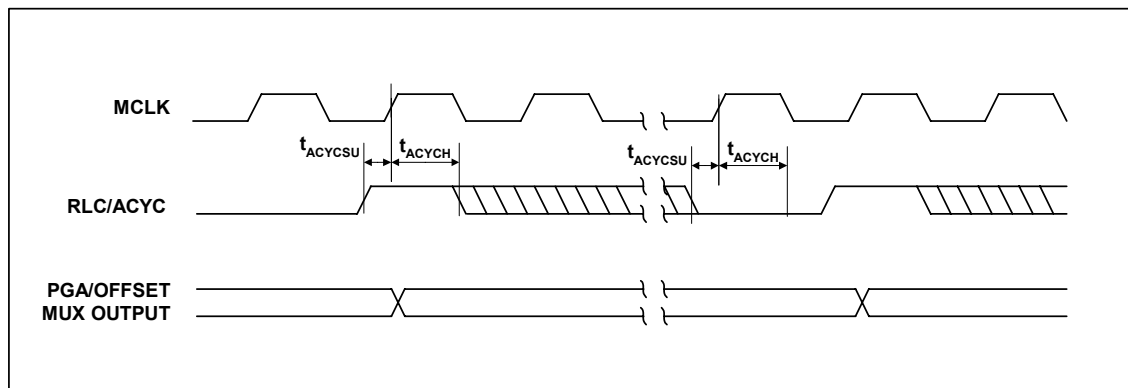 MCLK
tACYCSU tACYCH tACYCSU tACYCH
RLC/ACYC
PGA/OFFSET
MUX OUTPUT